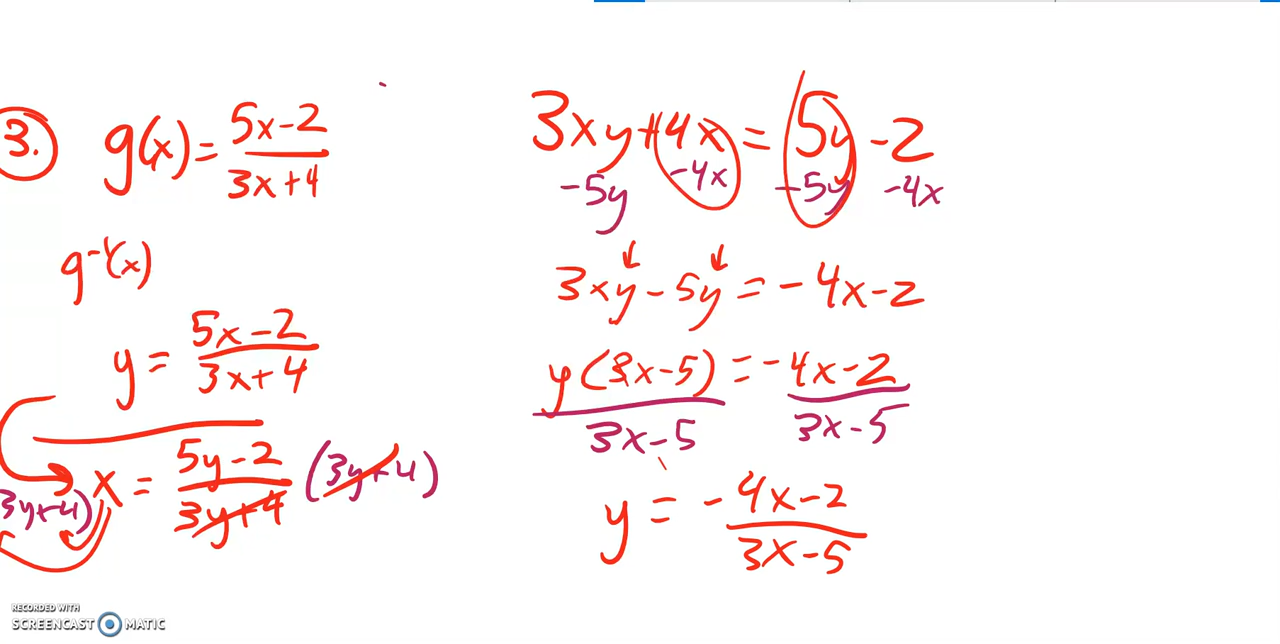 3. g(x) = (5x-2)/(3x+4)
g⁻¹(x)
y = (5x-2)/(3x+4)
(3y+4) x = (5y-2)/(3y+4) (3y+4)
3xy+4x = 5y-2
-5y -4x -5y -4x
3xy-5y = -4x-2
y(3x-5) = -4x-2
3x-5 3x-5
y = (-4x-2)/(3x-5)
RECORDED WITH
SCREENCAST MATIC